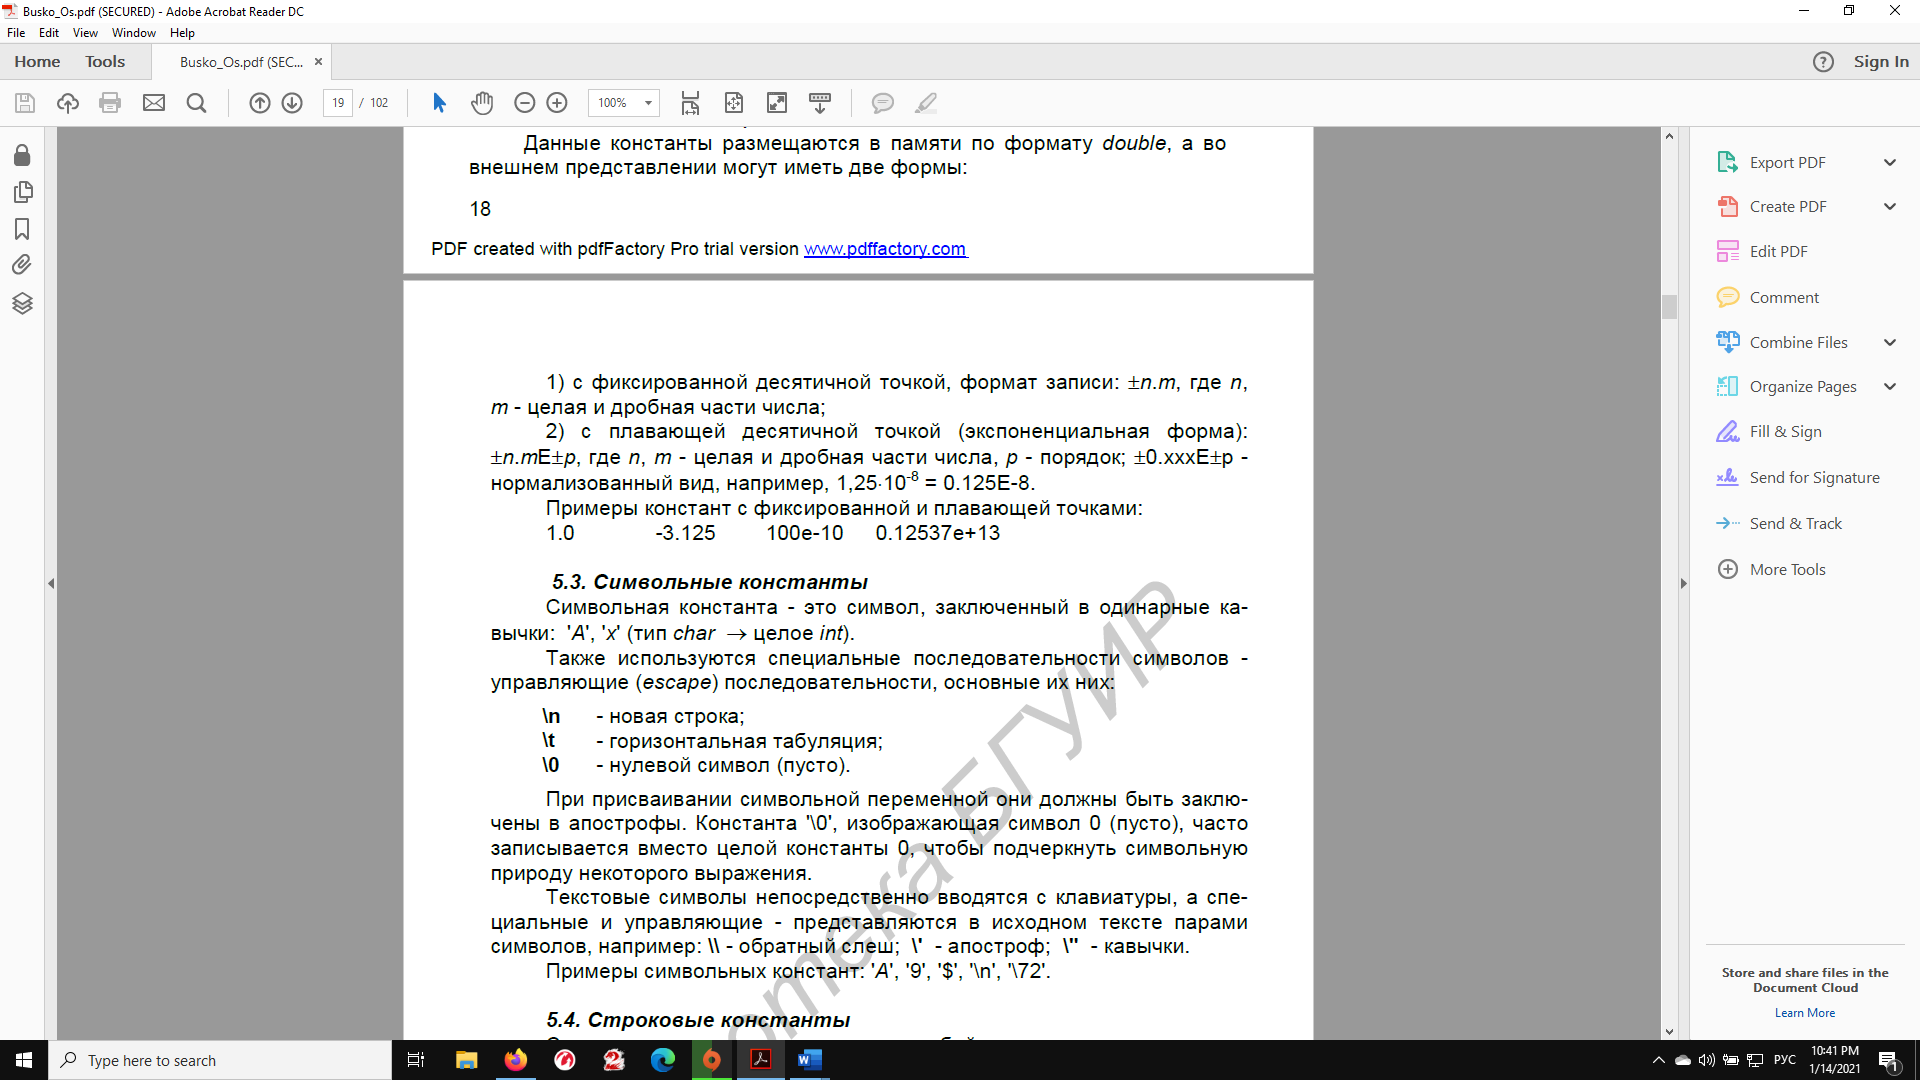 Busko_Os.pdf (SECURED) - Adobe Acrobat Reader DC
File Edit View Window Help
Home Tools Busko_Os.pdf (SEC... × Sign In
19 / 102 100%
Данные константы размещаются в памяти по формату double, а во
внешнем представлении могут иметь две формы:
18
PDF created with pdfFactory Pro trial version www.pdffactory.com
1) с фиксированной десятичной точкой, формат записи: ±n.m, где n,
m - целая и дробная части числа;
2) с плавающей десятичной точкой (экспоненциальная форма):
±n.mE±p, где n, m - целая и дробная части числа, p - порядок; ±0.xxxE±p -
нормализованный вид, например, 1,25·10-8 = 0.125E-8.
Примеры констант с фиксированной и плавающей точками:
1.0 -3.125 100e-10 0.12537e+13
5.3. Символьные константы
Символьная константа - это символ, заключенный в одинарные ка-
вычки: 'A', 'x' (тип char → целое int).
Также используются специальные последовательности символов -
управляющие (escape) последовательности, основные их них:
\n - новая строка;
\t - горизонтальная табуляция;
\0 - нулевой символ (пусто).
При присваивании символьной переменной они должны быть заклю-
чены в апострофы. Константа '\0', изображающая символ 0 (пусто), часто
записывается вместо целой константы 0, чтобы подчеркнуть символьную
природу некоторого выражения.
Текстовые символы непосредственно вводятся с клавиатуры, а спе-
циальные и управляющие - представляются в исходном тексте парами
символов, например: \\ - обратный слеш; \' - апостроф; \" - кавычки.
Примеры символьных констант: 'A', '9', '$', '\n', '\72'.
5.4. Строковые константы
отека БГУИР
Export PDF
Create PDF
Edit PDF
Comment
Combine Files
Organize Pages
Fill & Sign
Send for Signature
Send & Track
More Tools
Store and share files in the
Document Cloud
Learn More
Type here to search
РУС
10:41 PM
1/14/2021
1